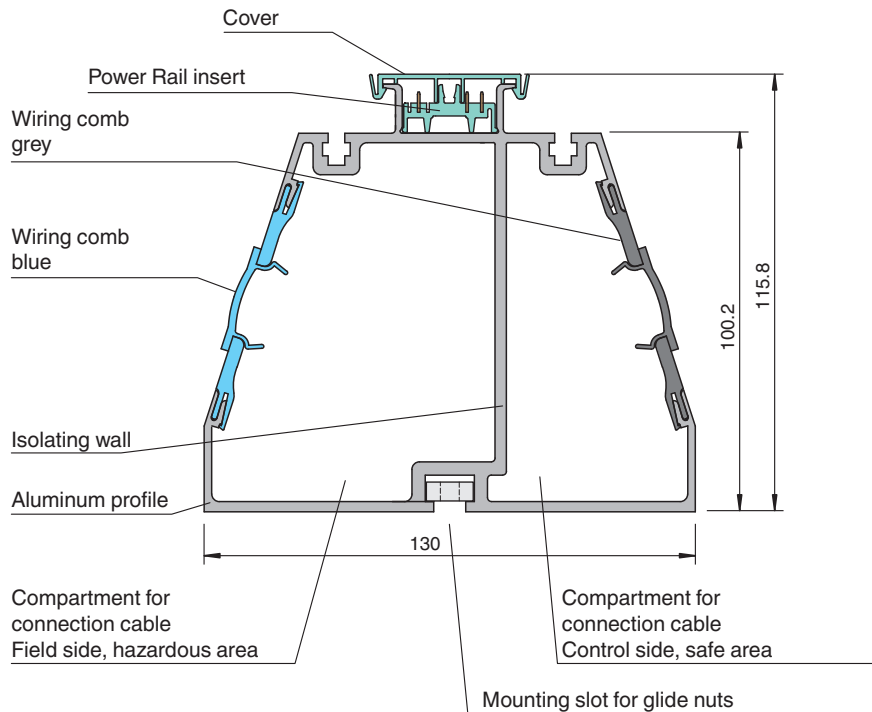 Cover
Power Rail insert
Wiring comb
grey
Wiring comb
blue
Isolating wall
Aluminum profile
100.2
115.8
130
Compartment for
connection cable
Field side, hazardous area
Compartment for
connection cable
Control side, safe area
Mounting slot for glide nuts